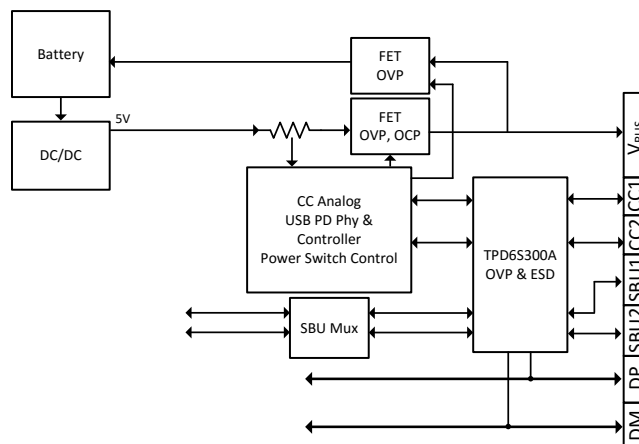 Battery
FET
OVP
5V
FET
OVP, OCP
DC/DC
VBUS
CC Analog
USB PD Phy &
Controller
Power Switch Control
TPD6S300A
OVP & ESD
CC1
CC2
SBU1
SBU2
SBU Mux
DP
DM